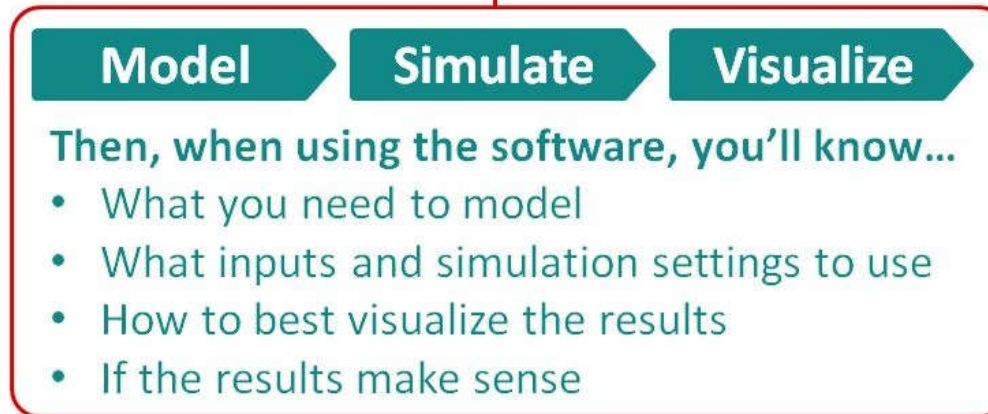 Model Simulate Visualize
Then, when using the software, you’ll know…
• What you need to model
• What inputs and simulation settings to use
• How to best visualize the results
• If the results make sense